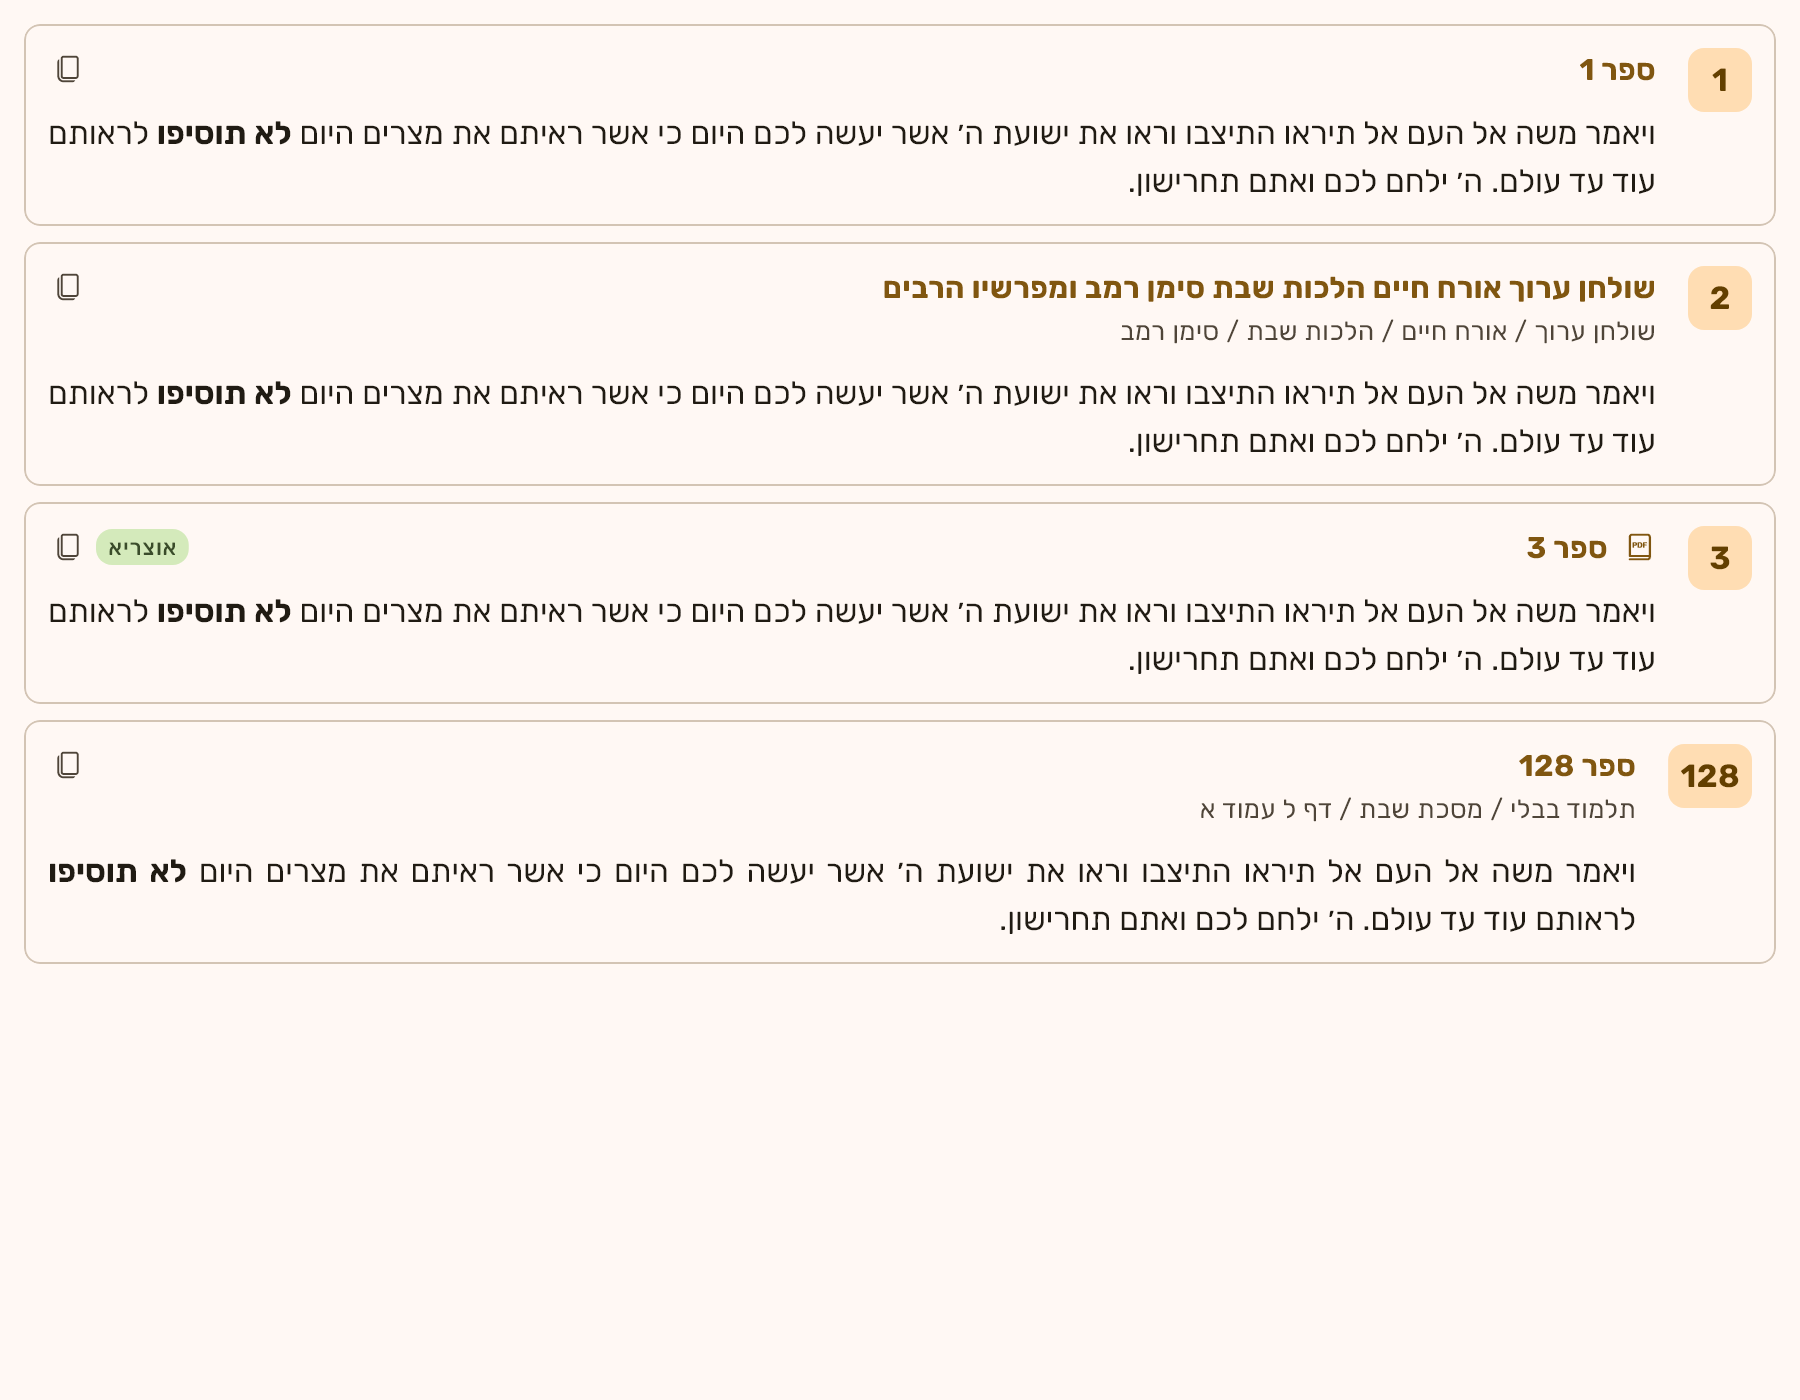 1
ספר 1
ויאמר משה אל העם אל תיראו התיצבו וראו את ישועת ה׳ אשר יעשה לכם היום כי אשר ראיתם את מצרים היום לא תוסיפו לראותם
עוד עד עולם. ה׳ ילחם לכם ואתם תחרישון.
2
שולחן ערוך אורח חיים הלכות שבת סימן רמב ומפרשיו הרבים
שולחן ערוך / אורח חיים / הלכות שבת / סימן רמב
ויאמר משה אל העם אל תיראו התיצבו וראו את ישועת ה׳ אשר יעשה לכם היום כי אשר ראיתם את מצרים היום לא תוסיפו לראותם
עוד עד עולם. ה׳ ילחם לכם ואתם תחרישון.
3
PDF ספר 3 אוצריא
ויאמר משה אל העם אל תיראו התיצבו וראו את ישועת ה׳ אשר יעשה לכם היום כי אשר ראיתם את מצרים היום לא תוסיפו לראותם
עוד עד עולם. ה׳ ילחם לכם ואתם תחרישון.
128
ספר 128
תלמוד בבלי / מסכת שבת / דף ל עמוד א
ויאמר משה אל העם אל תיראו התיצבו וראו את ישועת ה׳ אשר יעשה לכם היום כי אשר ראיתם את מצרים היום לא תוסיפו
לראותם עוד עד עולם. ה׳ ילחם לכם ואתם תחרישון.